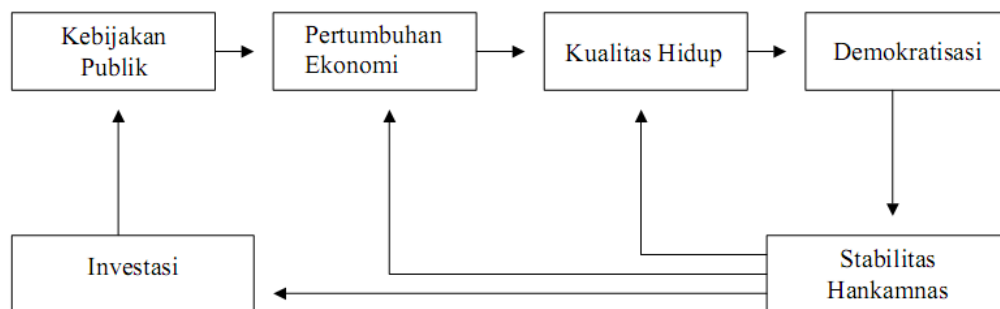 Kebijakan
Publik
Pertumbuhan
Ekonomi
Kualitas Hidup
Demokratisasi
Investasi
Stabilitas
Hankamnas